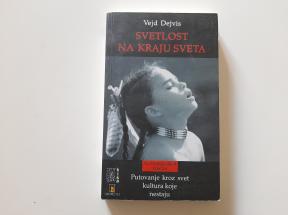 Vejd Dejvis
SVETLOST
NA KRAJU SVETA
Putovanje kroz svet
kultura koje
nestaju